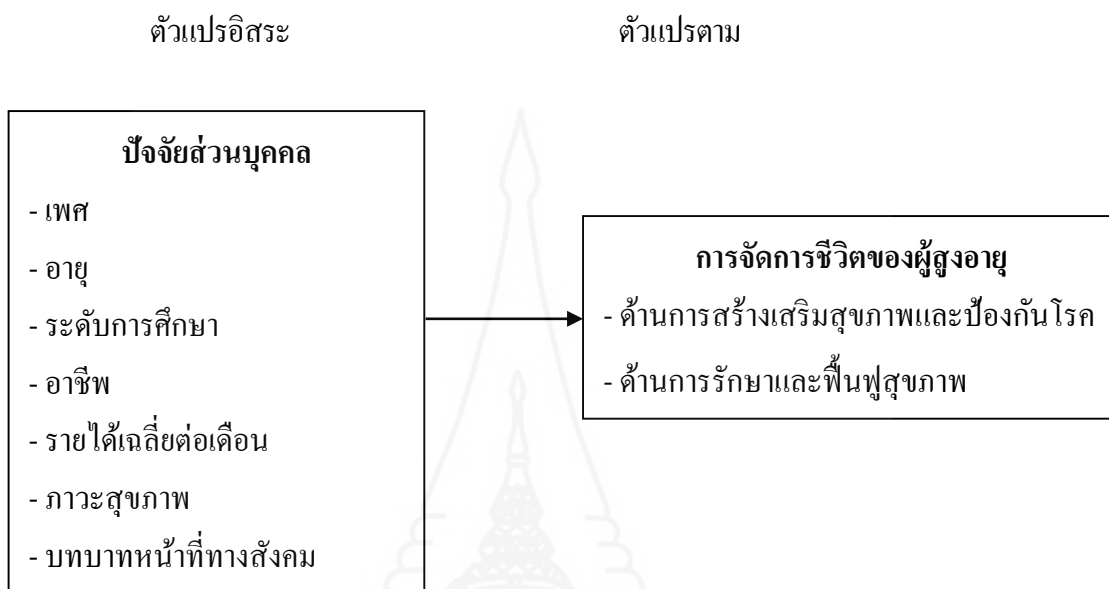 ตัวแปรอิสระ ตัวแปรตาม
ปัจจัยส่วนบุคคล
- เพศ
- อายุ
- ระดับการศึกษา
- อาชีพ
- รายได้เฉลี่ยต่อเดือน
- ภาวะสุขภาพ
- บทบาทหน้าที่ทางสังคม
การจัดการชีวิตของผู้สูงอายุ
- ด้านการสร้างเสริมสุขภาพและป้องกันโรค
- ด้านการรักษาและฟื้นฟูสุขภาพ